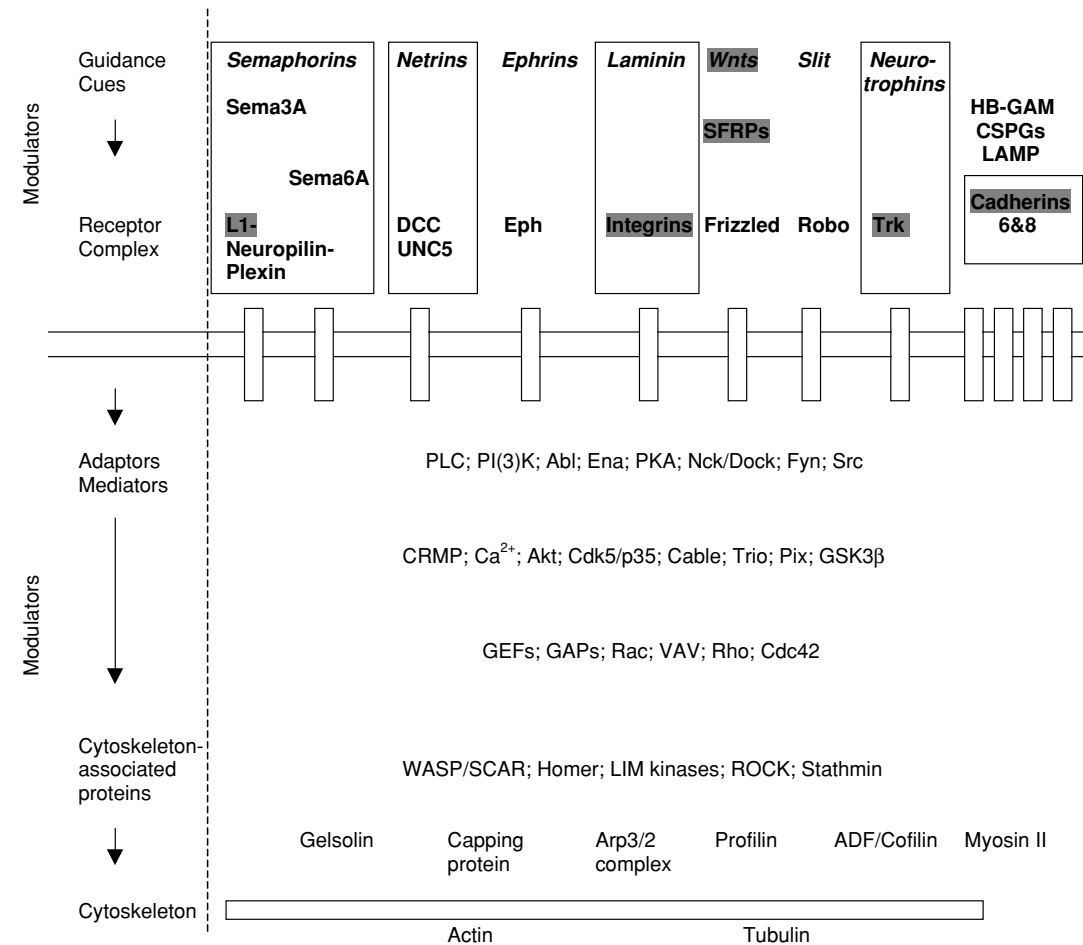 Modulators
Guidance
Cues
Semaphorins
Netrins
Ephrins
Laminin
Wnts
Slit
Neuro-
trophins
Sema3A
SFRPs
HB-GAM
CSPGs
LAMP
Sema6A
Receptor
Complex
L1-
Neuropilin-
Plexin
DCC
UNC5
Eph
Integrins
Frizzled
Robo
Trk
Cadherins
6&8
Modulators
Adaptors
Mediators
PLC; PI(3)K; Abl; Ena; PKA; Nck/Dock; Fyn; Src
CRMP; Ca²⁺; Akt; Cdk5/p35; Cable; Trio; Pix; GSK3β
GEFs; GAPs; Rac; VAV; Rho; Cdc42
Cytoskeleton-
associated
proteins
WASP/SCAR; Homer; LIM kinases; ROCK; Stathmin
Gelsolin
Capping
protein
Arp3/2
complex
Profilin
ADF/Cofilin
Myosin II
Cytoskeleton
Actin
Tubulin